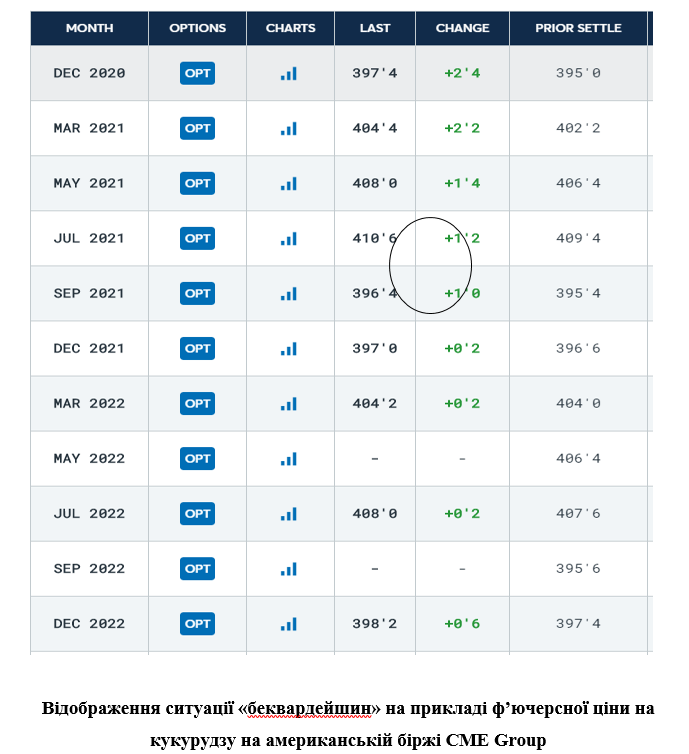 MONTH OPTIONS CHARTS LAST CHANGE PRIOR SETTLE
DEC 2020 OPT 397'4 +2'4 395'0
MAR 2021 OPT 404'4 +2'2 402'2
MAY 2021 OPT 408'0 +1'4 406'4
JUL 2021 OPT 410'6 +1'2 409'4
SEP 2021 OPT 396'4 +1'0 395'4
DEC 2021 OPT 397'0 +0'2 396'6
MAR 2022 OPT 404'2 +0'2 404'0
MAY 2022 OPT - - 406'4
JUL 2022 OPT 408'0 +0'2 407'6
SEP 2022 OPT - - 395'6
DEC 2022 OPT 398'2 +0'6 397'4
Відображення ситуації «беквардейшин» на прикладі ф’ючерсної ціни на
кукурудзу на американській біржі CME Group